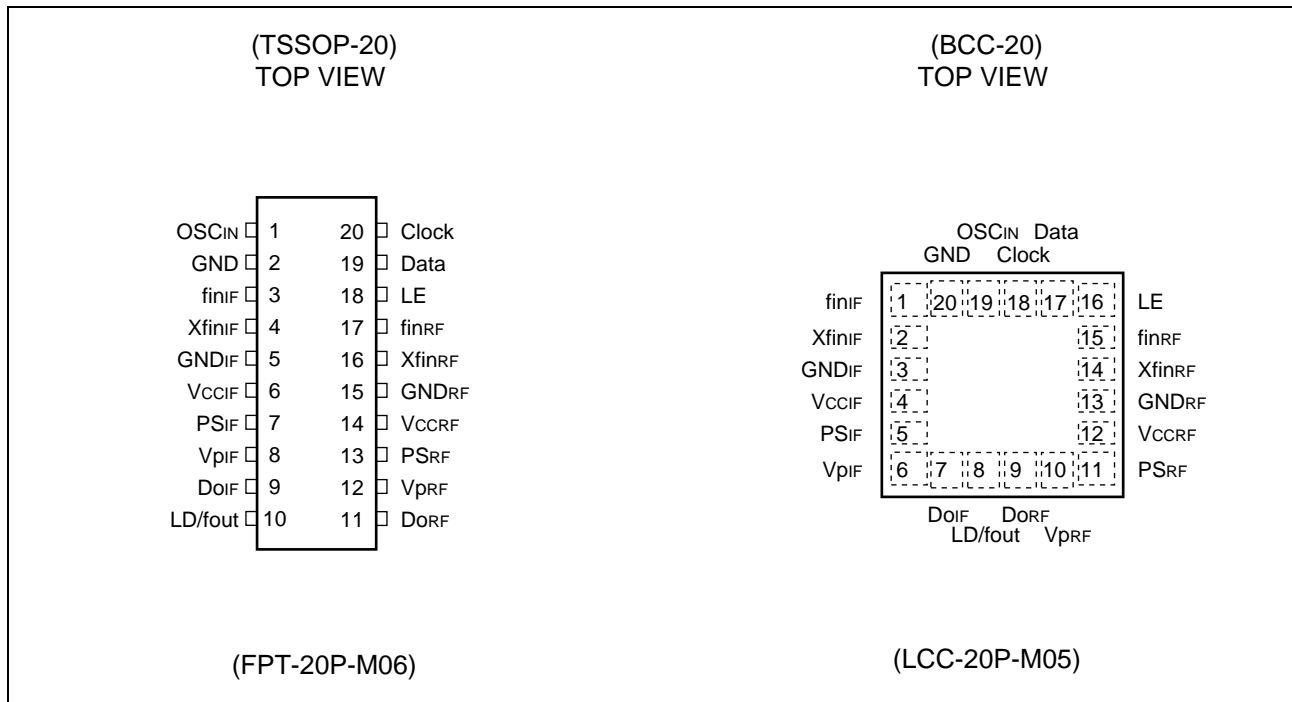 (TSSOP-20)
TOP VIEW
OSCIN 1 20 Clock
GND 2 19 Data
finIF 3 18 LE
XfinIF 4 17 finRF
GNDIF 5 16 XfinRF
VCCIF 6 15 GNDRF
PSIF 7 14 VCCRF
VpIF 8 13 PSRF
DoIF 9 12 VpRF
LD/fout 10 11 DoRF
(FPT-20P-M06)
(BCC-20)
TOP VIEW
OSCIN Data
GND Clock
finIF 1 20 19 18 17 16 LE
XfinIF 2 15 finRF
GNDIF 3 14 XfinRF
VCCIF 4 13 GNDRF
PSIF 5 12 VCCRF
VpIF 6 7 8 9 10 11 PSRF
DoIF DoRF
LD/fout VpRF
(LCC-20P-M05)